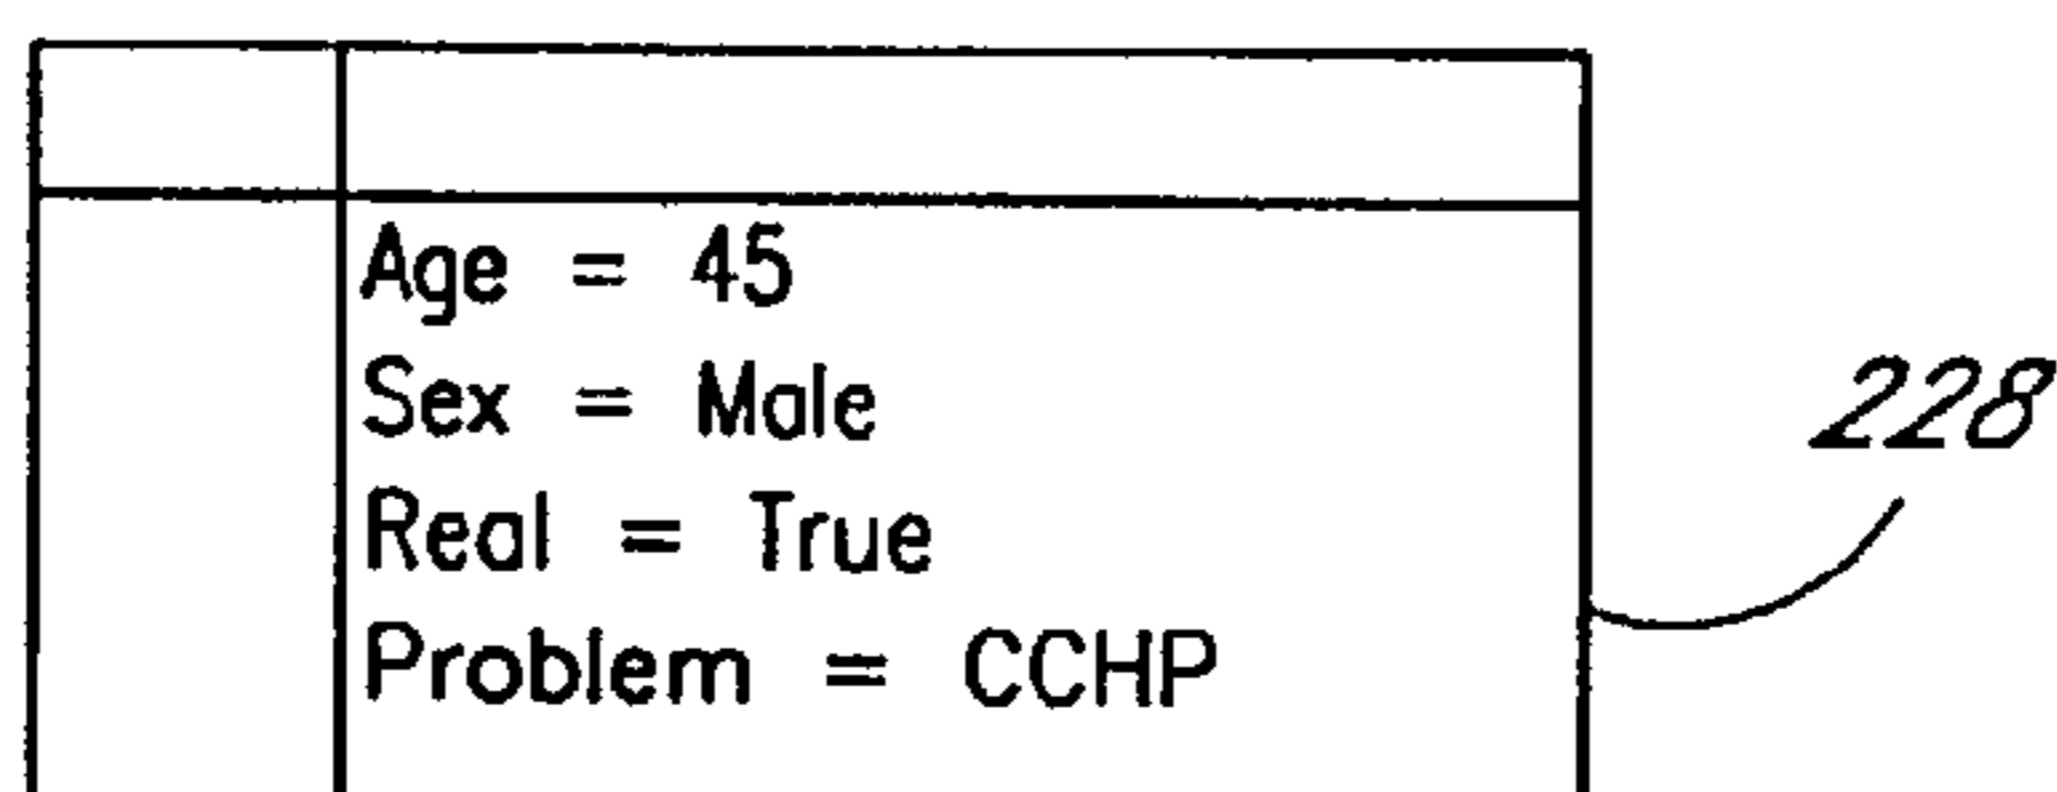 Age = 45
Sex = Male
228
Real = True
Problem = CCHP